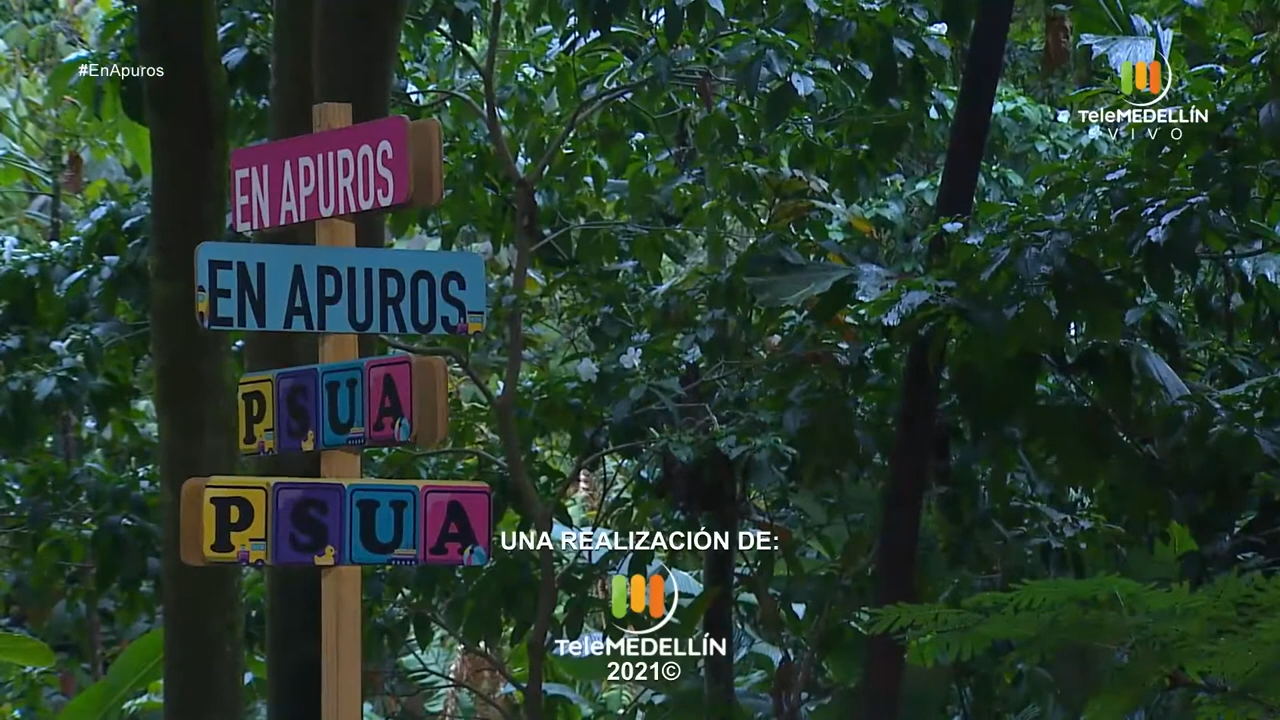 #EnApuros
TeleMEDELLÍN
VIVO
EN APUROS
EN APUROS
PSUA
PSUA
UNA REALIZACIÓN DE:
TeleMEDELLÍN
2021©